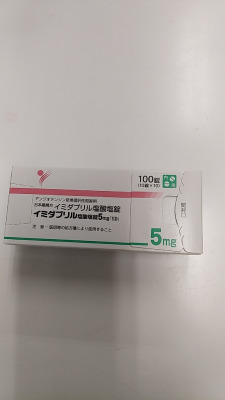 100錠
(10錠×10)
アンジオテンシン変換酵素阻害剤
日本薬局方 イミダプリル塩酸塩錠
イミダプリル塩酸塩錠5mg
注意-医師等の処方箋により使用すること
5mg
開封口